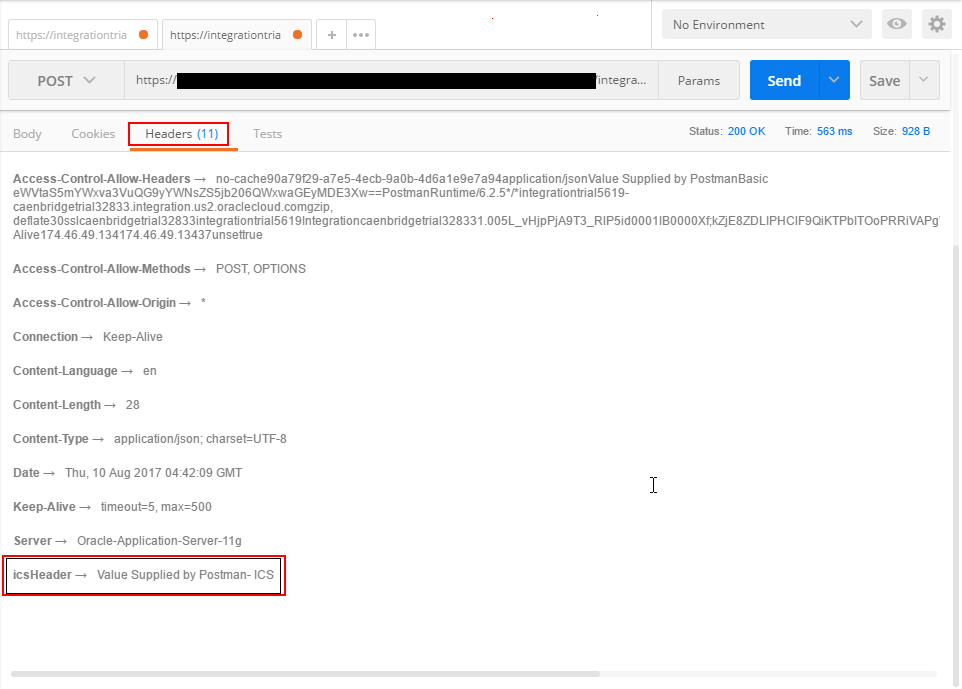 https://integrationtria
https://integrationtria
+
•••
No Environment
POST
https://
/integra...
Params
Send
Save
Body
Cookies
Headers (11)
Tests
Status: 200 OK
Time: 563 ms
Size: 928 B
Access-Control-Allow-Headers → no-cache90a79f29-a7e5-4ecb-9a0b-4d6a1e9e7a94application/jsonValue Supplied by PostmanBasic
eWVtaS5mYWxva3VuQG9yYWNsZS5jb206QWxwaGEyMDE3Xw==PostmanRuntime/6.2.5*/*integrationtrial5619-
caenbridgetrial32833.integration.us2.oraclecloud.comgzip,
deflate30sslcaenbridgetrial32833integrationtrial5619Integrationcaenbridgetrial328331.005L_vHjpPjA9T3_RIP5id0001IB0000Xf;kZjE8ZDLIPHCIF9QiKTPbITOoPRRiVAPg
Alive174.46.49.134174.46.49.13437unsettrue
Access-Control-Allow-Methods → POST, OPTIONS
Access-Control-Allow-Origin → *
Connection → Keep-Alive
Content-Language → en
Content-Length → 28
Content-Type → application/json; charset=UTF-8
Date → Thu, 10 Aug 2017 04:42:09 GMT
Keep-Alive → timeout=5, max=500
Server → Oracle-Application-Server-11g
icsHeader → Value Supplied by Postman- ICS